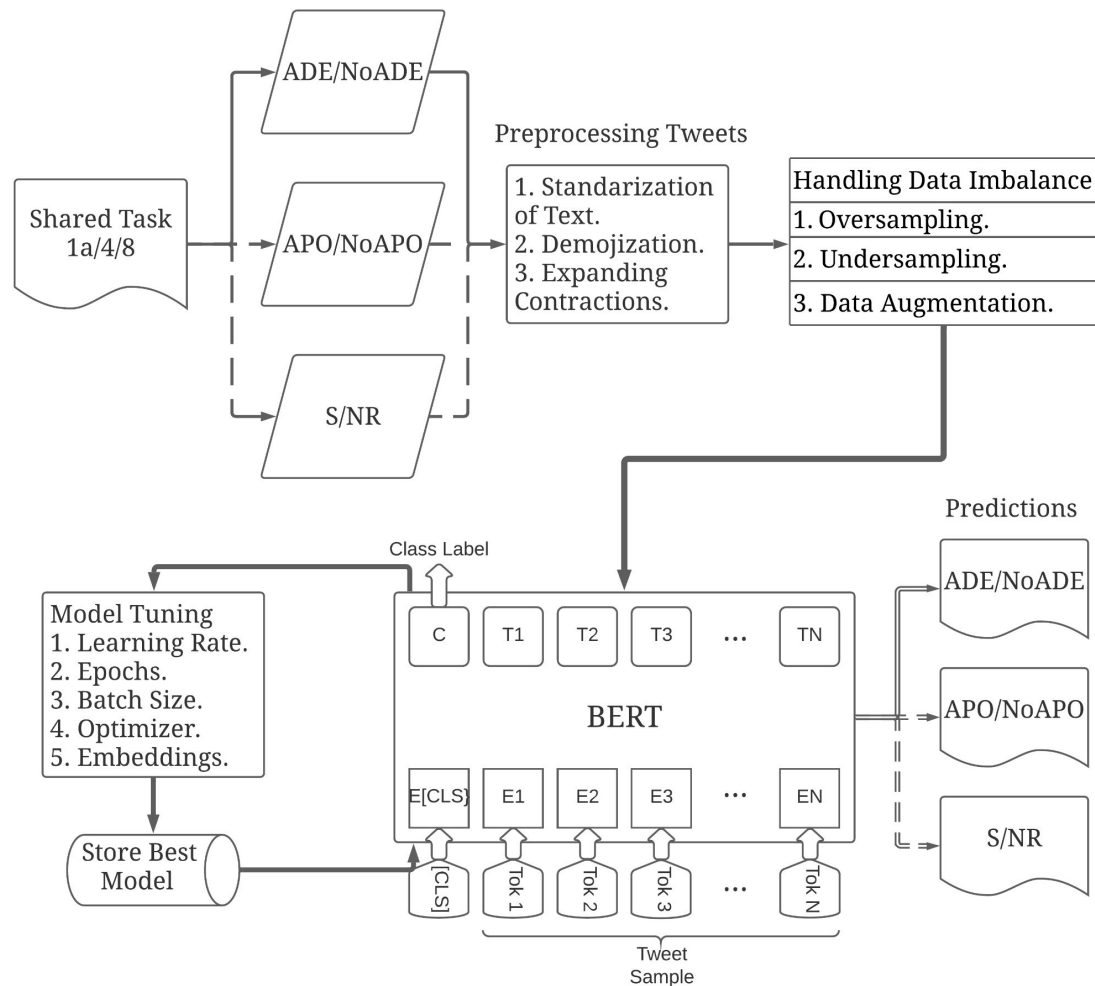 ADE/NoADE
Preprocessing Tweets
Shared Task
1a/4/8
APO/NoAPO
1. Standarization
of Text.
2. Demojization.
3. Expanding
Contractions.
Handling Data Imbalance
1. Oversampling.
2. Undersampling.
3. Data Augmentation.
S/NR
Predictions
Class Label
ADE/NoADE
Model Tuning
1. Learning Rate.
2. Epochs.
3. Batch Size.
4. Optimizer.
5. Embeddings.
C T1 T2 T3 ... TN
BERT
APO/NoAPO
E[CLS} E1 E2 E3 ... EN
S/NR
Store Best
Model
[CLS] Tok 1 Tok 2 Tok 3 ... Tok N
Tweet
Sample